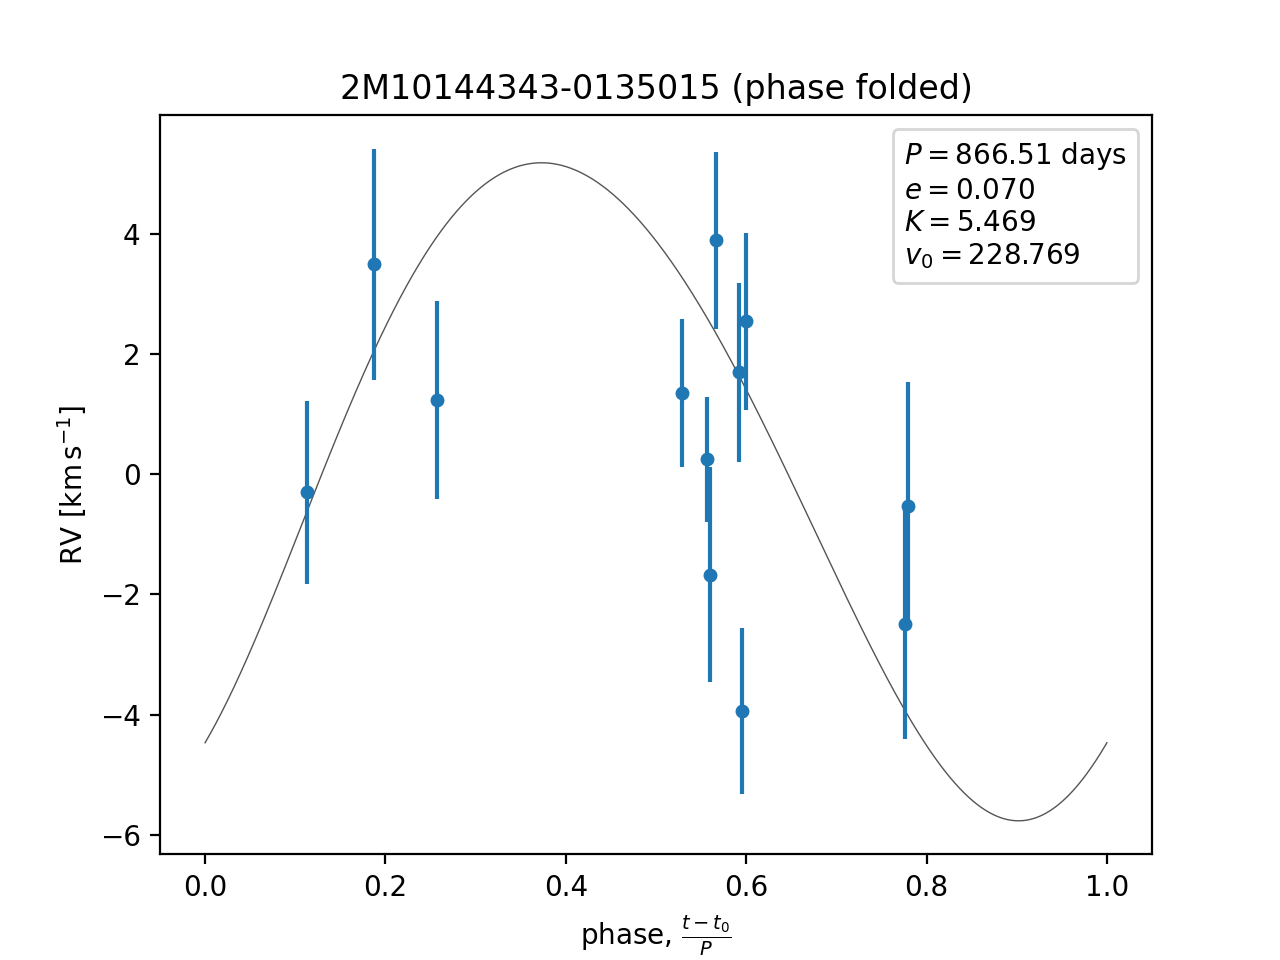 2M10144343-0135015 (phase folded)
P = 866.51 days
e = 0.070
K = 5.469
v₀ = 228.769
RV [km s⁻¹]
4
2
0
−2
−4
−6
0.0 0.2 0.4 0.6 0.8 1.0
phase, (t − t₀)/P